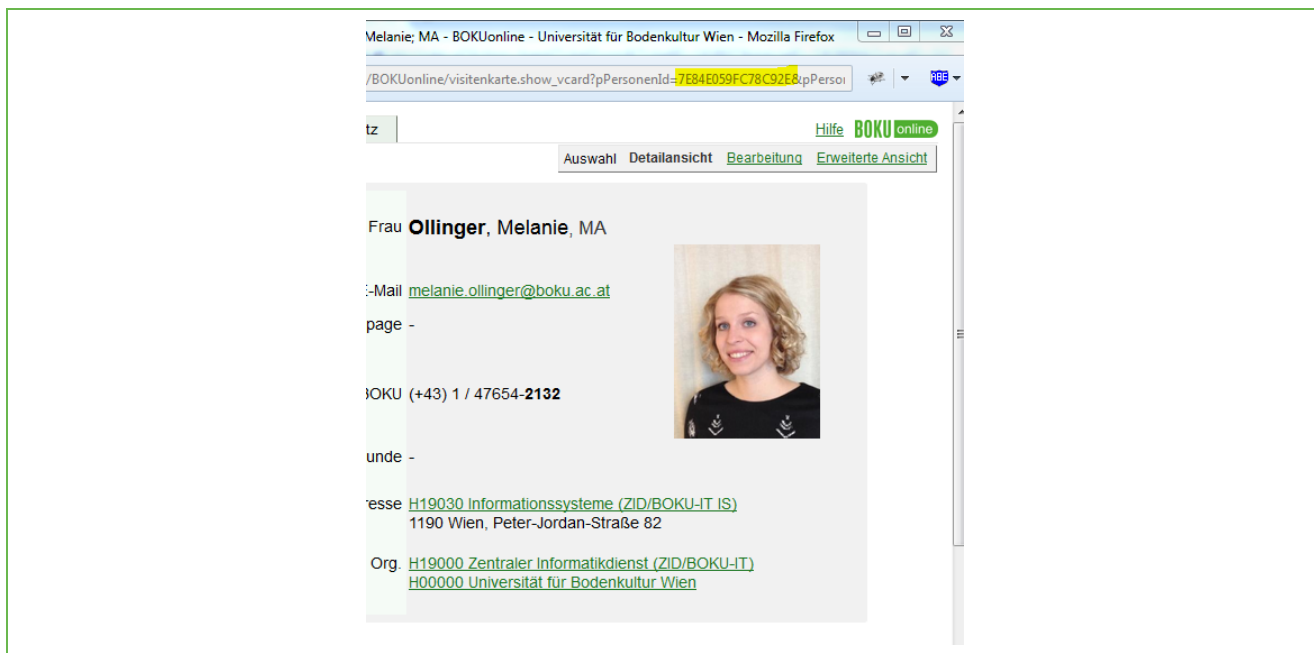 Melanie; MA - BOKUonline - Universität für Bodenkultur Wien - Mozilla Firefox
/BOKUonline/visitenkarte.show_vcard?pPersonenId=7E84E059FC78C92E&pPerson
ABE
tz
Hilfe BOKU online
Auswahl Detailansicht Bearbeitung Erweiterte Ansicht
Frau Ollinger, Melanie, MA
E-Mail melanie.ollinger@boku.ac.at
page -
BOKU (+43) 1 / 47654-2132
unde -
resse H19030 Informationssysteme (ZID/BOKU-IT IS)
1190 Wien, Peter-Jordan-Straße 82
Org. H19000 Zentraler Informatikdienst (ZID/BOKU-IT)
H00000 Universität für Bodenkultur Wien